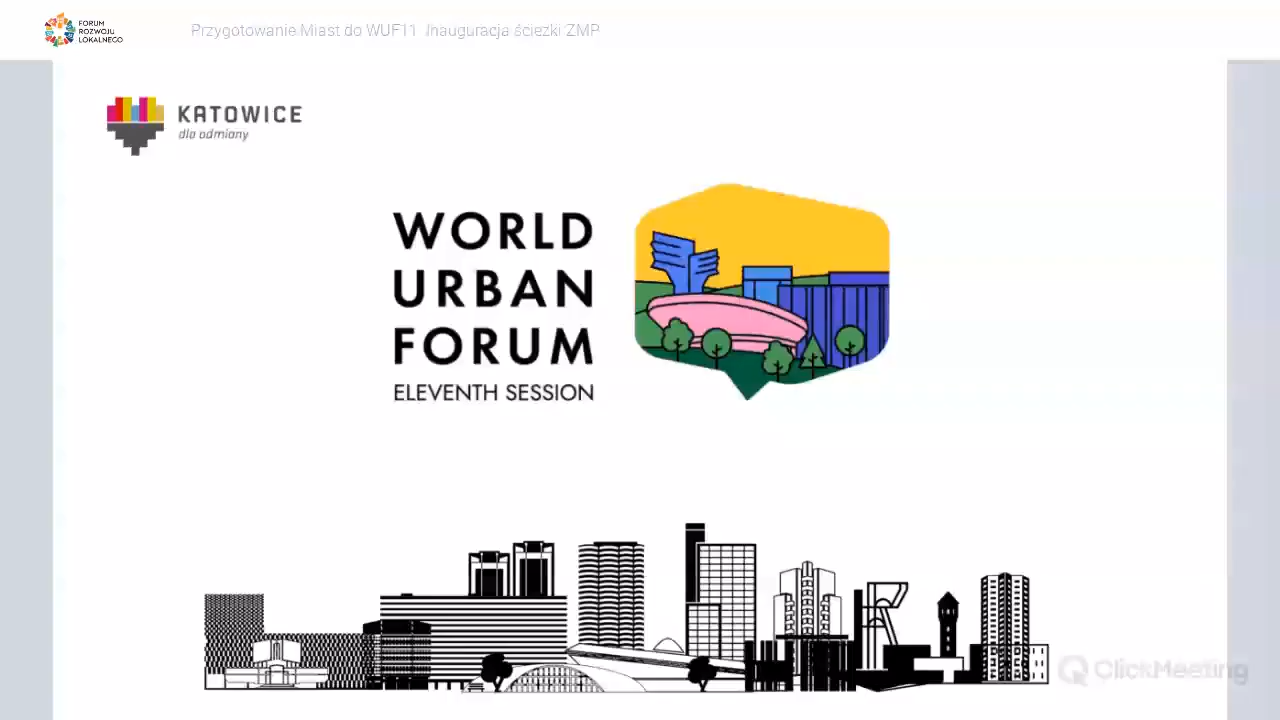 FORUM
ROZWOJU
LOKALNEGO
Przygotowanie Miast do WUF11 Inauguracja ścieżki ZMP
KATOWICE
dla odmiany
WORLD
URBAN
FORUM
ELEVENTH SESSION
ClickMeeting